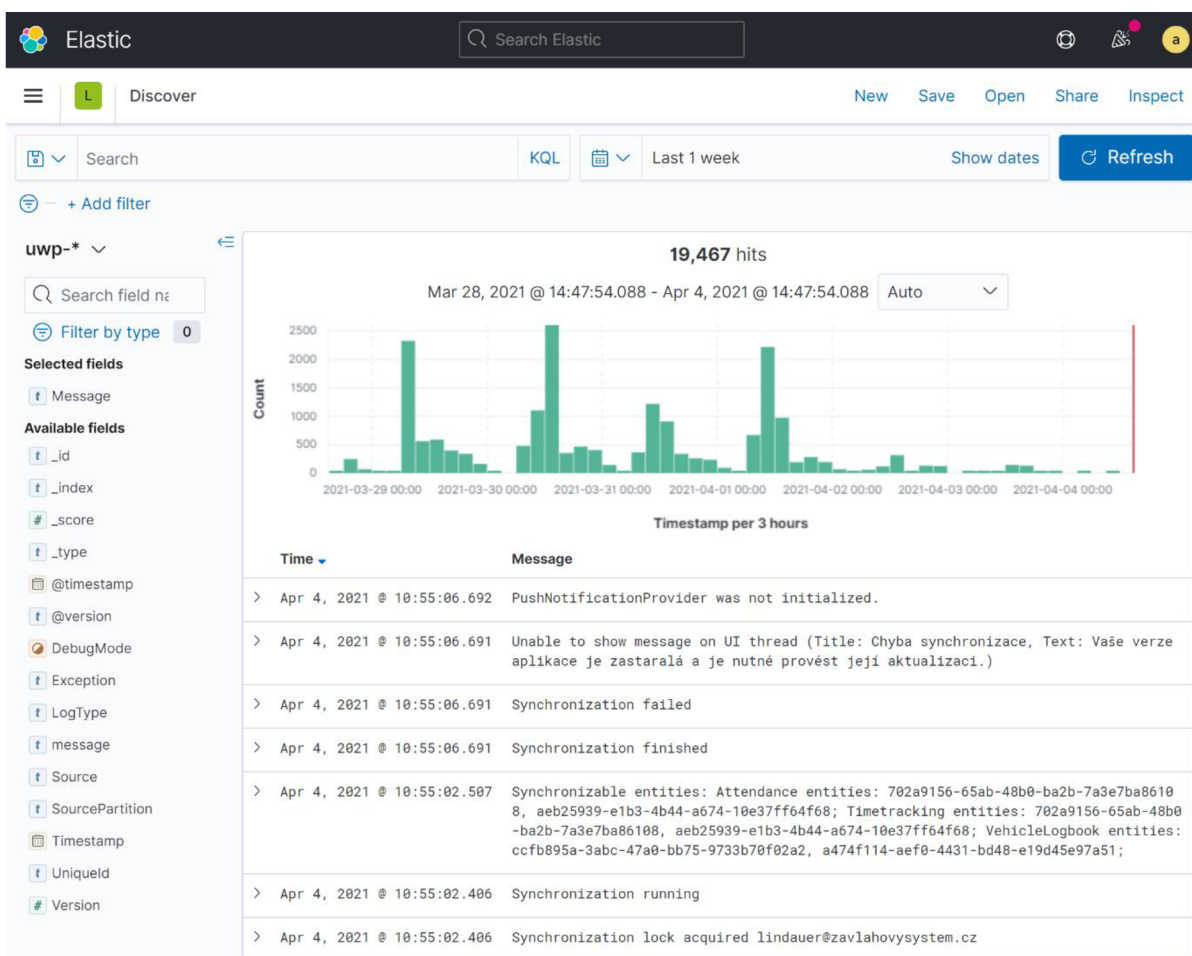 Elastic
Search Elastic
a
L
Discover
New Save Open Share Inspect
Search
KQL
Last 1 week
Show dates
Refresh
+ Add filter
uwp-*
Search field na
Filter by type 0
Selected fields
t Message
Available fields
t _id
t _index
# _score
t _type
@timestamp
t @version
DebugMode
t Exception
t LogType
t message
t Source
t SourcePartition
Timestamp
t UniqueId
# Version
19,467 hits
Mar 28, 2021 @ 14:47:54.088 - Apr 4, 2021 @ 14:47:54.088 Auto
Count
2500
2000
1500
1000
500
0
2021-03-29 00:00 2021-03-30 00:00 2021-03-31 00:00 2021-04-01 00:00 2021-04-02 00:00 2021-04-03 00:00 2021-04-04 00:00
Timestamp per 3 hours
Time Message
Apr 4, 2021 @ 10:55:06.692 PushNotificationProvider was not initialized.
Apr 4, 2021 @ 10:55:06.691 Unable to show message on UI thread (Title: Chyba synchronizace, Text: Vaše verze
aplikace je zastaralá a je nutné provést její aktualizaci.)
Apr 4, 2021 @ 10:55:06.691 Synchronization failed
Apr 4, 2021 @ 10:55:06.691 Synchronization finished
Apr 4, 2021 @ 10:55:02.507 Synchronizable entities: Attendance entities: 702a9156-65ab-48b0-ba2b-7a3e7ba8610
8, aeb25939-e1b3-4b44-a674-10e37ff64f68; Timetracking entities: 702a9156-65ab-48b0
-ba2b-7a3e7ba86108, aeb25939-e1b3-4b44-a674-10e37ff64f68; VehicleLogbook entities:
ccfb895a-3abc-47a0-bb75-9733b70f02a2, a474f114-aef0-4431-bd48-e19d45e97a51;
Apr 4, 2021 @ 10:55:02.406 Synchronization running
Apr 4, 2021 @ 10:55:02.406 Synchronization lock acquired lindauer@zavlahovysystem.cz